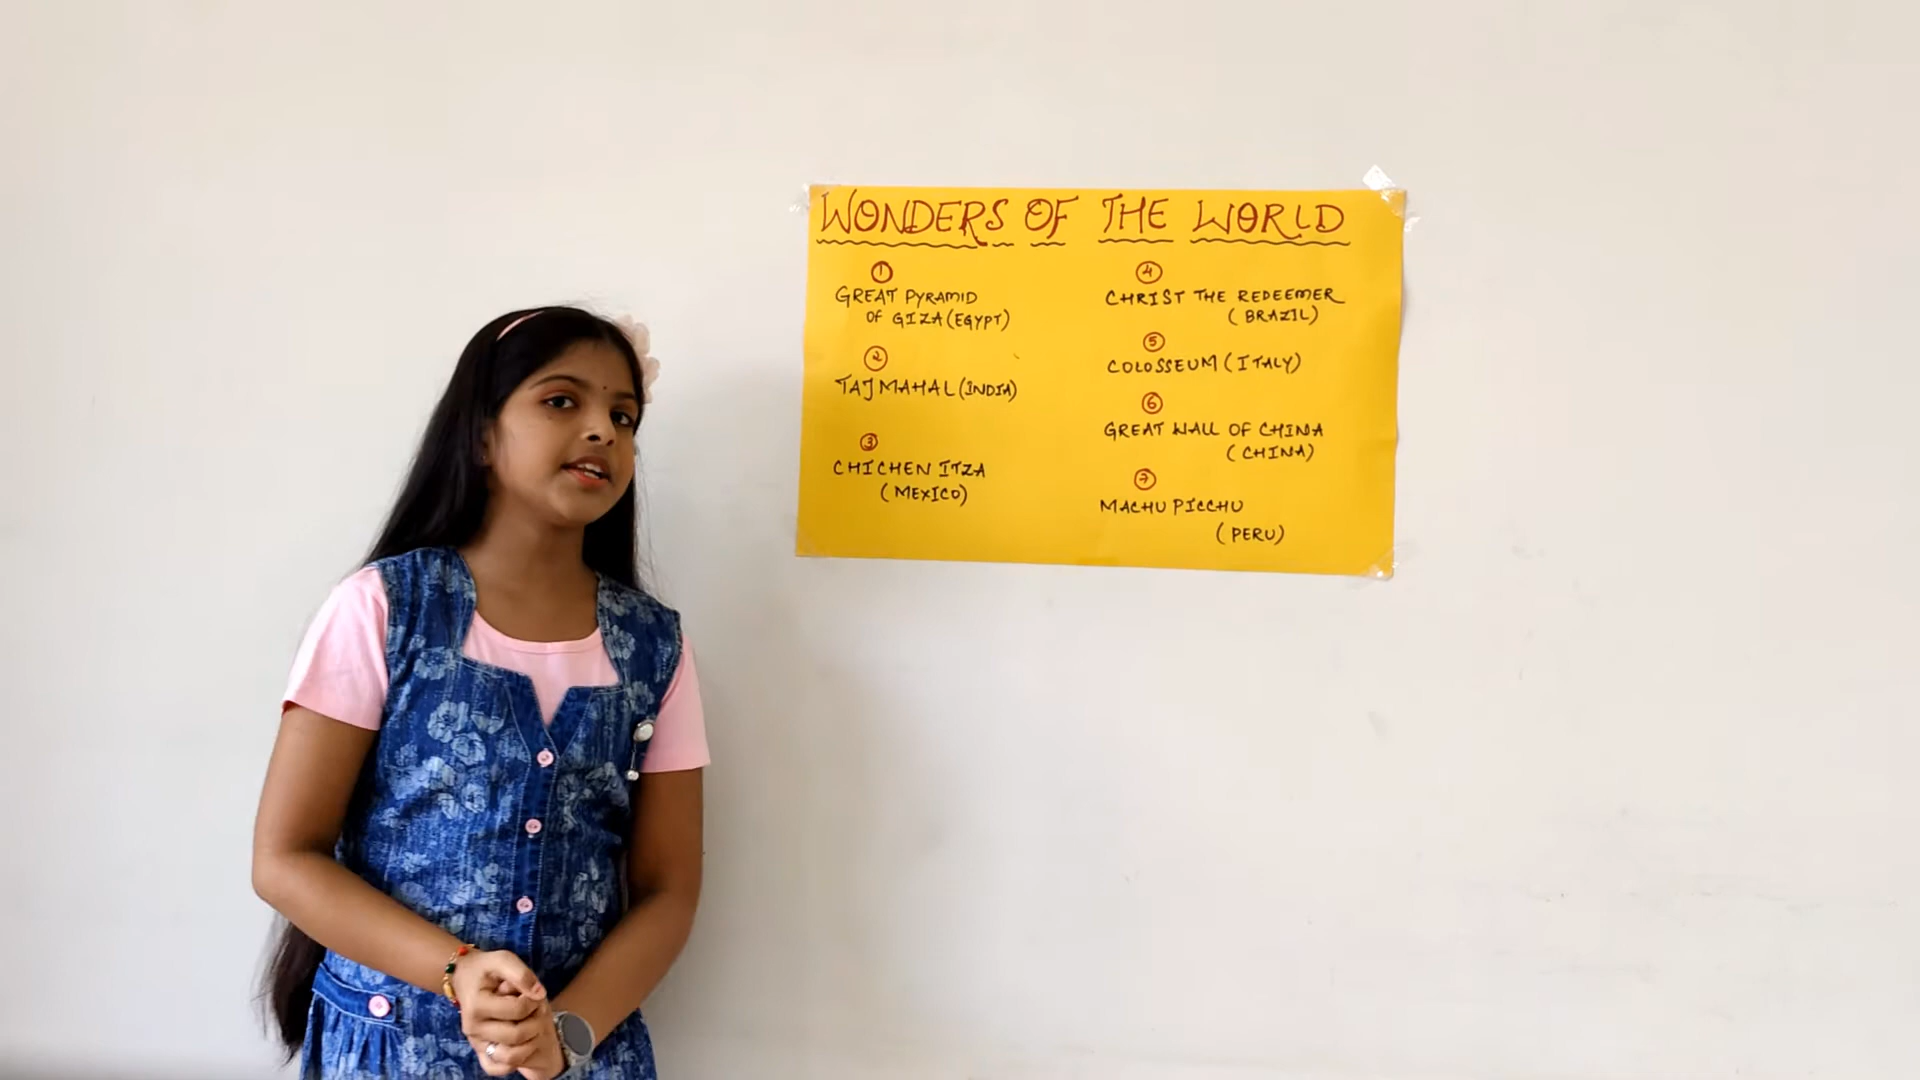 WONDERS OF THE WORLD
1
GREAT PYRAMID
OF GIZA (EGYPT)
2
TAJ MAHAL (INDIA)
3
CHICHEN ITZA
(MEXICO)
4
CHRIST THE REDEEMER
(BRAZIL)
5
COLOSSEUM (ITALY)
6
GREAT WALL OF CHINA
(CHINA)
7
MACHU PICCHU
(PERU)